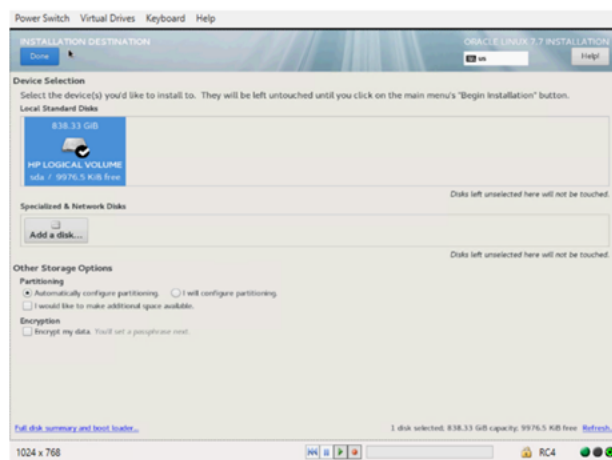 Power Switch Virtual Drives Keyboard Help
INSTALLATION DESTINATION
ORACLE LINUX 7.7 INSTALLATION
Done
us
Help!
Device Selection
Select the device(s) you'd like to install to. They will be left untouched until you click on the main menu's "Begin Installation" button.
Local Standard Disks
838.33 GiB
HP LOGICAL VOLUME
sda / 9976.5 KiB free
Disks left unselected here will not be touched.
Specialized & Network Disks
Add a disk...
Disks left unselected here will not be touched.
Other Storage Options
Partitioning
Automatically configure partitioning. I will configure partitioning.
I would like to make additional space available.
Encryption
Encrypt my data. You'll set a passphrase next.
Full disk summary and boot loader...
1 disk selected; 838.33 GiB capacity; 9976.5 KiB free Refresh...
1024 x 768
RC4